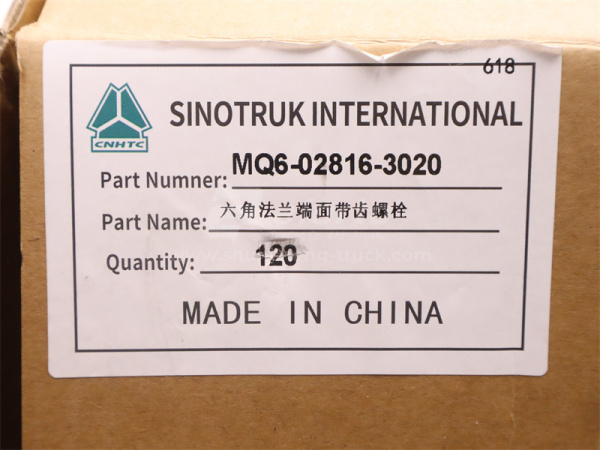 618
SINOTRUK INTERNATIONAL
CNHTC
Part Numner: MQ6-02816-3020
Part Name: 六角法兰端面带齿螺栓
Quantity: 120
MADE IN CHINA